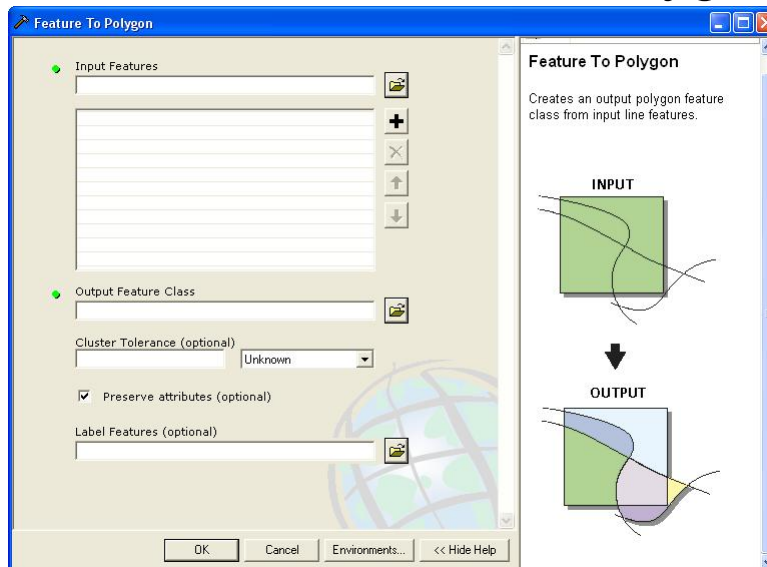 Feature To Polygon
Input Features
Output Feature Class
Cluster Tolerance (optional)
Unknown
Preserve attributes (optional)
Label Features (optional)
OK
Cancel
Environments...
<< Hide Help
Feature To Polygon
Creates an output polygon feature
class from input line features.
INPUT
OUTPUT